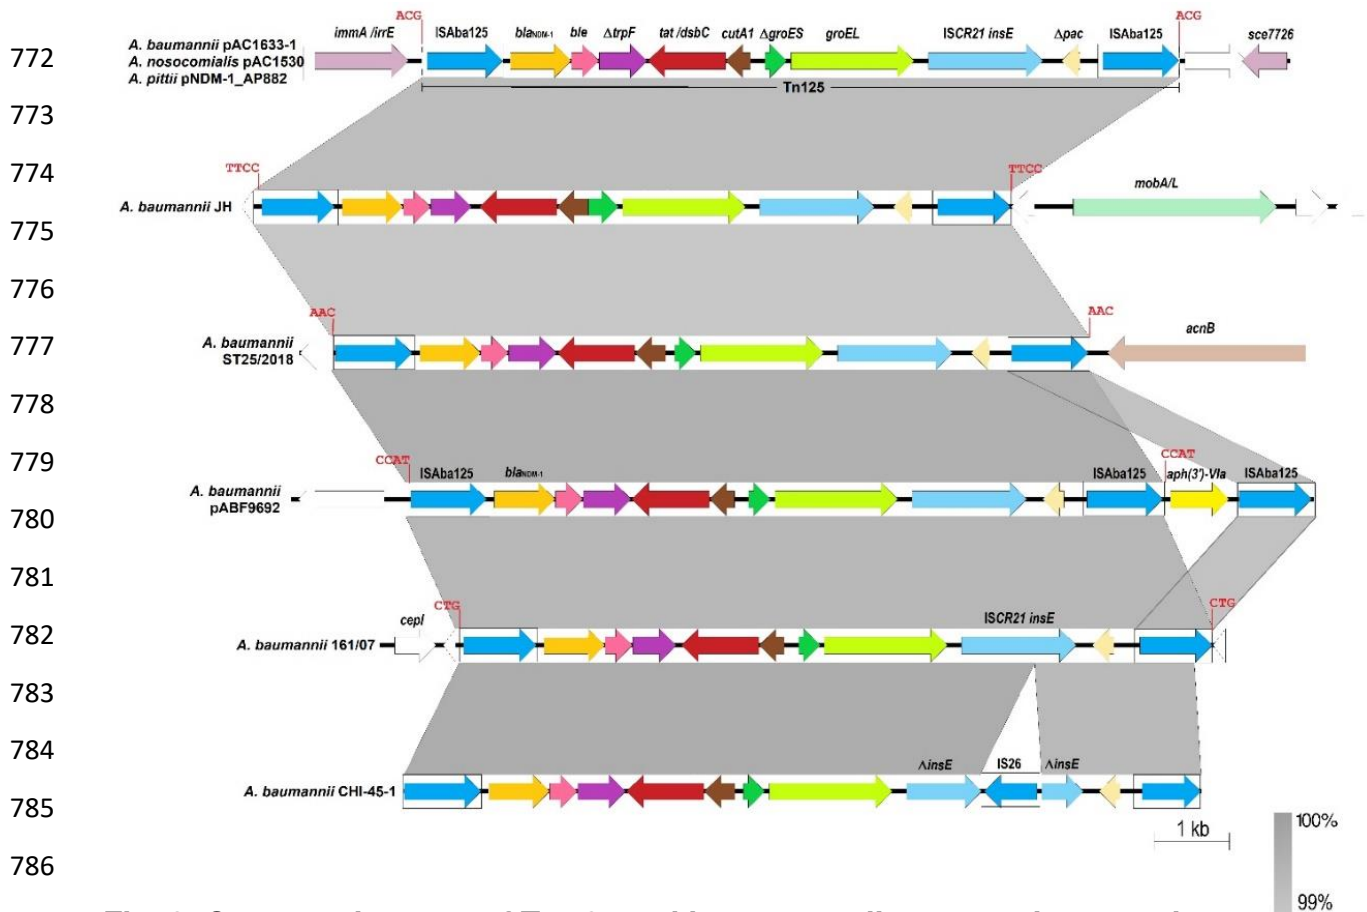 772
773
774
775
776
777
778
779
780
781
782
783
784
785
786
ACG
ACG
immA /irrE
ISAba125
blaNDM-1
ble
ΔtrpF
tat /dsbC
cutA1
ΔgroES
groEL
ISCR21 insE
Δpac
ISAba125
sce7726
A. baumannii pAC1633-1
A. nosocomialis pAC1530
A. pittii pNDM-1_AP882
Tn125
TTCC
TTCC
mobA/L
A. baumannii JH
AAC
AAC
acnB
A. baumannii
ST25/2018
CCAT
CCAT
ISAba125
blaNDM-1
ISAba125
aph(3')-VIa
ISAba125
A. baumannii
pABF9692
CTG
CTG
cepI
ISCR21 insE
A. baumannii 161/07
ΔinsE
IS26
ΔinsE
A. baumannii CHI-45-1
1 kb
100%
99%